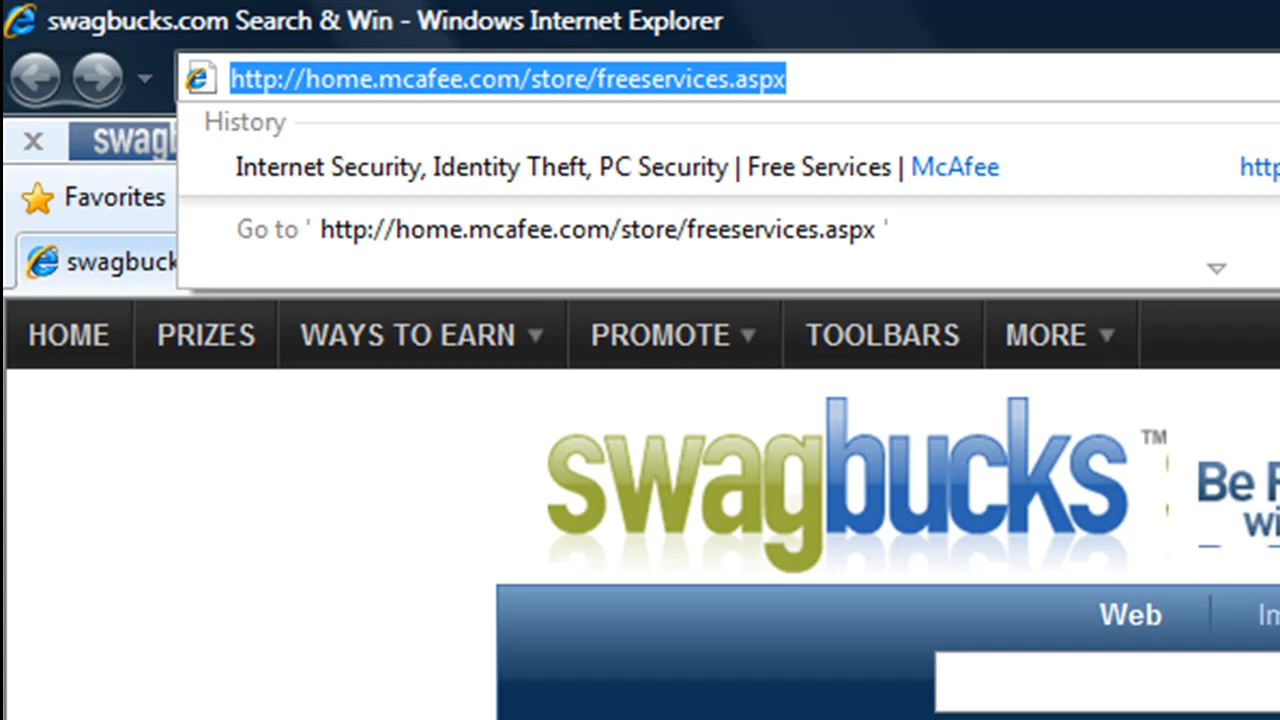 swagbucks.com Search & Win - Windows Internet Explorer
http://home.mcafee.com/store/freeservices.aspx
History
Internet Security, Identity Theft, PC Security | Free Services | McAfee
Go to ' http://home.mcafee.com/store/freeservices.aspx '
Favorites
HOME PRIZES WAYS TO EARN PROMOTE TOOLBARS MORE
swagbucks™
Be
Web